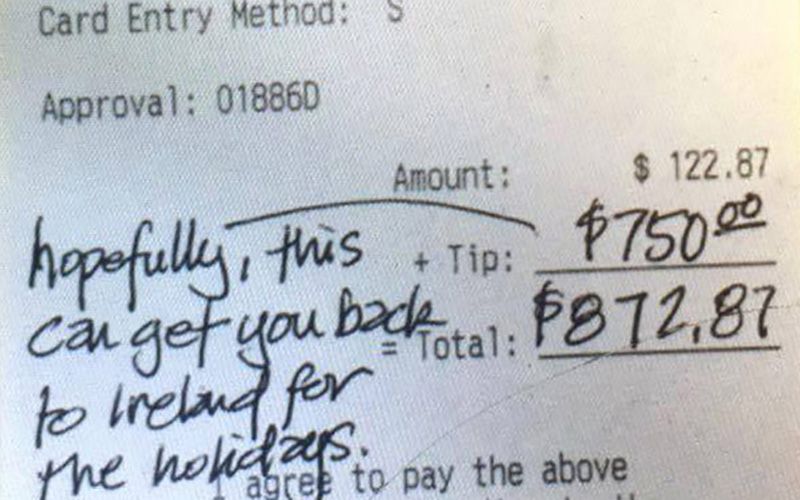 Card Entry Method: S
Approval: 01886D
Amount: $ 122.87
+ Tip: $750.00
= Total: $872.87
hopefully, this
can get you back
to Ireland for
the holidays.
agree to pay the above